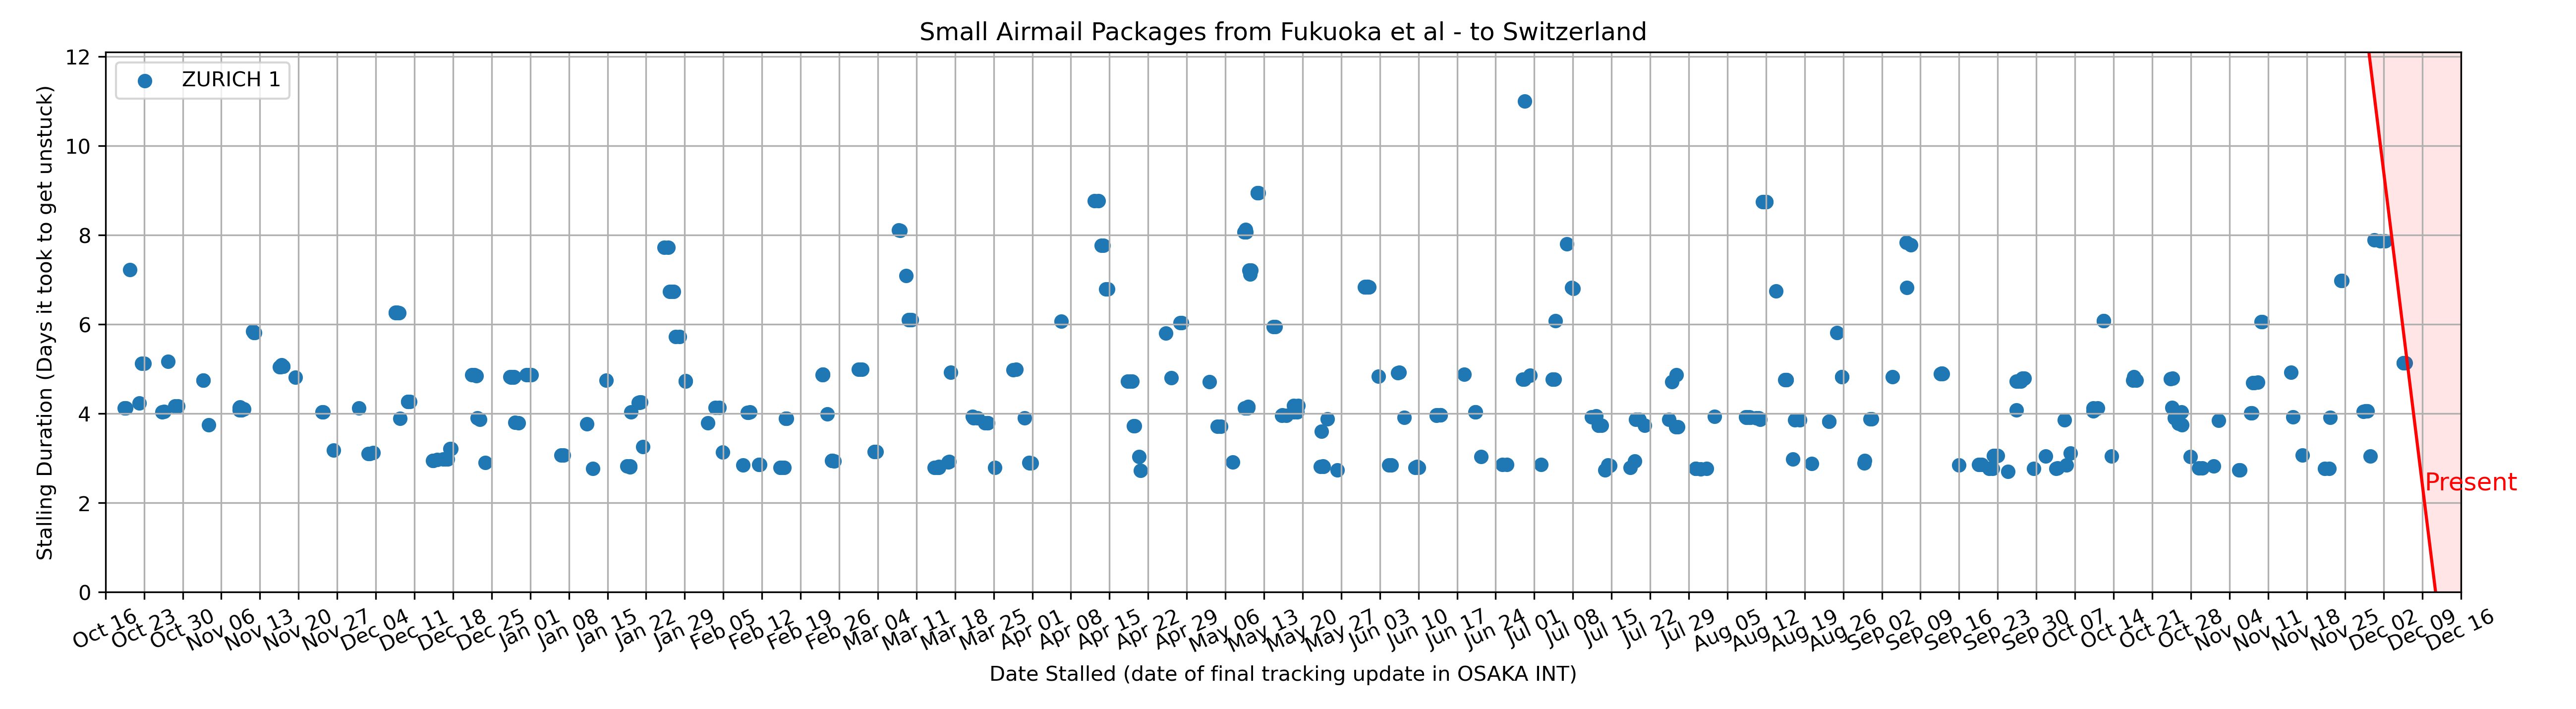 Small Airmail Packages from Fukuoka et al - to Switzerland
ZURICH 1
Stalling Duration (Days it took to get unstuck)
12
10
8
6
4
2
0
Present
Oct 16 Oct 23 Oct 30 Nov 06 Nov 13 Nov 20 Nov 27 Dec 04 Dec 11 Dec 18 Dec 25 Jan 01 Jan 08 Jan 15 Jan 22 Jan 29 Feb 05 Feb 12 Feb 19 Feb 26 Mar 04 Mar 11 Mar 18 Mar 25 Apr 01 Apr 08 Apr 15 Apr 22 Apr 29 May 06 May 13 May 20 May 27 Jun 03 Jun 10 Jun 17 Jun 24 Jul 01 Jul 08 Jul 15 Jul 22 Jul 29 Aug 05 Aug 12 Aug 19 Aug 26 Sep 02 Sep 09 Sep 16 Sep 23 Sep 30 Oct 07 Oct 14 Oct 21 Oct 28 Nov 04 Nov 11 Nov 18 Nov 25 Dec 02 Dec 09 Dec 16
Date Stalled (date of final tracking update in OSAKA INT)